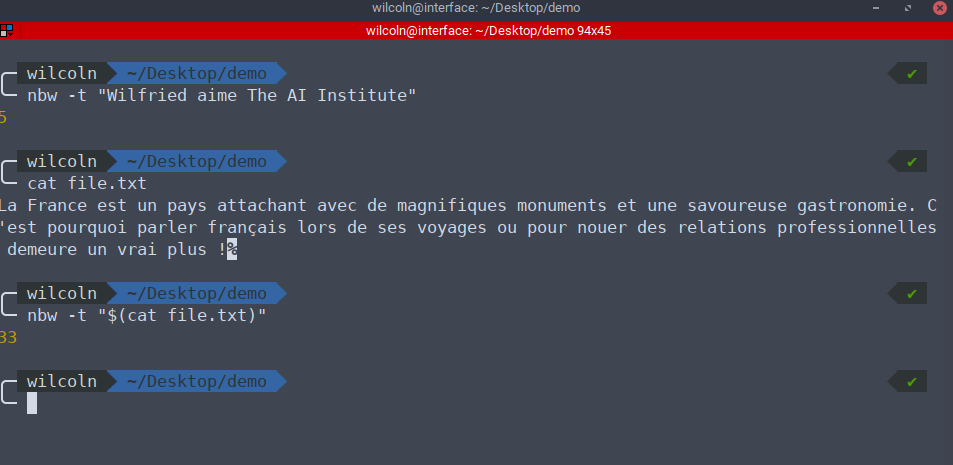 wilcoln@interface: ~/Desktop/demo
wilcoln@interface: ~/Desktop/demo 94x45
wilcoln ~/Desktop/demo ✔
nbw -t "Wilfried aime The AI Institute"
5
wilcoln ~/Desktop/demo ✔
cat file.txt
La France est un pays attachant avec de magnifiques monuments et une savoureuse gastronomie. C
'est pourquoi parler français lors de ses voyages ou pour nouer des relations professionnelles
demeure un vrai plus !%
wilcoln ~/Desktop/demo ✔
nbw -t "$(cat file.txt)"
33
wilcoln ~/Desktop/demo ✔